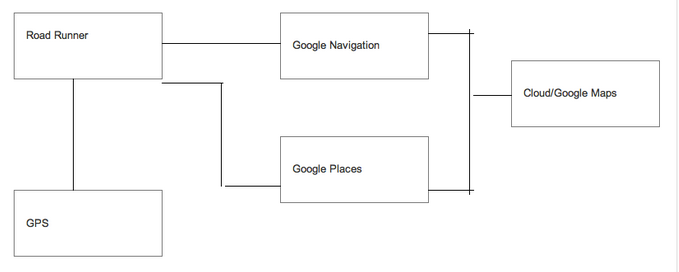 Road Runner
Google Navigation
Cloud/Google Maps
Google Places
GPS